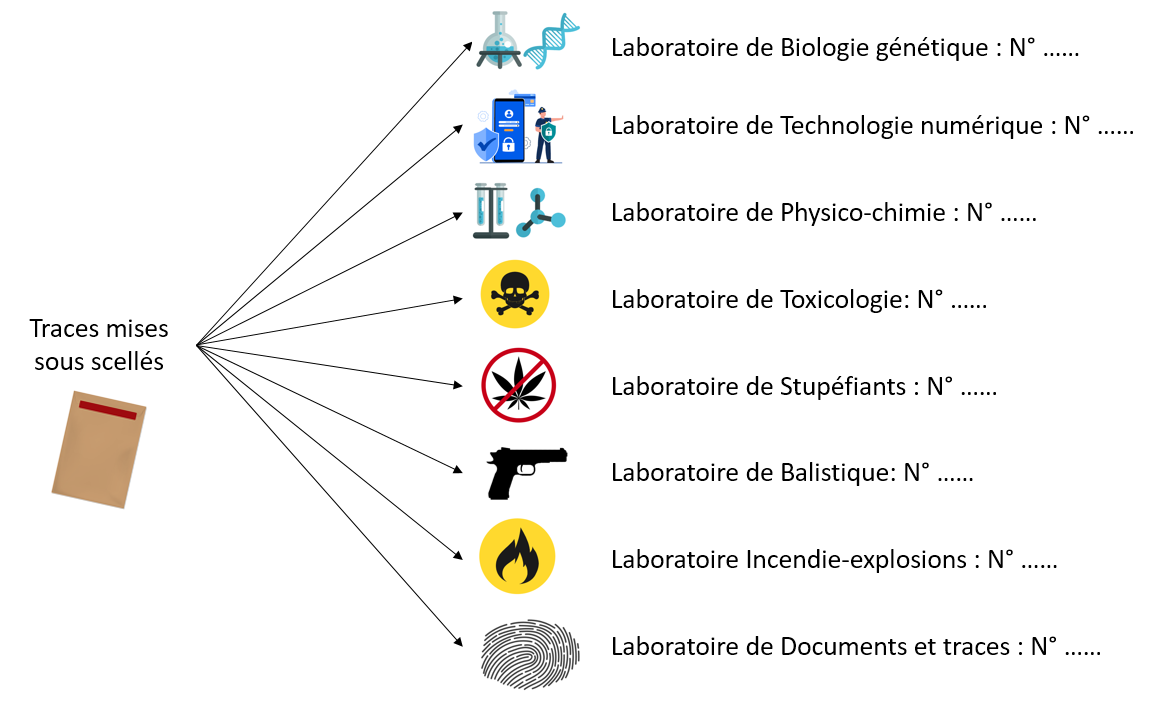 Laboratoire de Biologie génétique : N° ......
Laboratoire de Technologie numérique : N° ......
Laboratoire de Physico-chimie : N° ......
Laboratoire de Toxicologie: N° ......
Traces mises
sous scellés
Laboratoire de Stupéfiants : N° ......
Laboratoire de Balistique: N° ......
Laboratoire Incendie-explosions : N° ......
Laboratoire de Documents et traces : N° ......